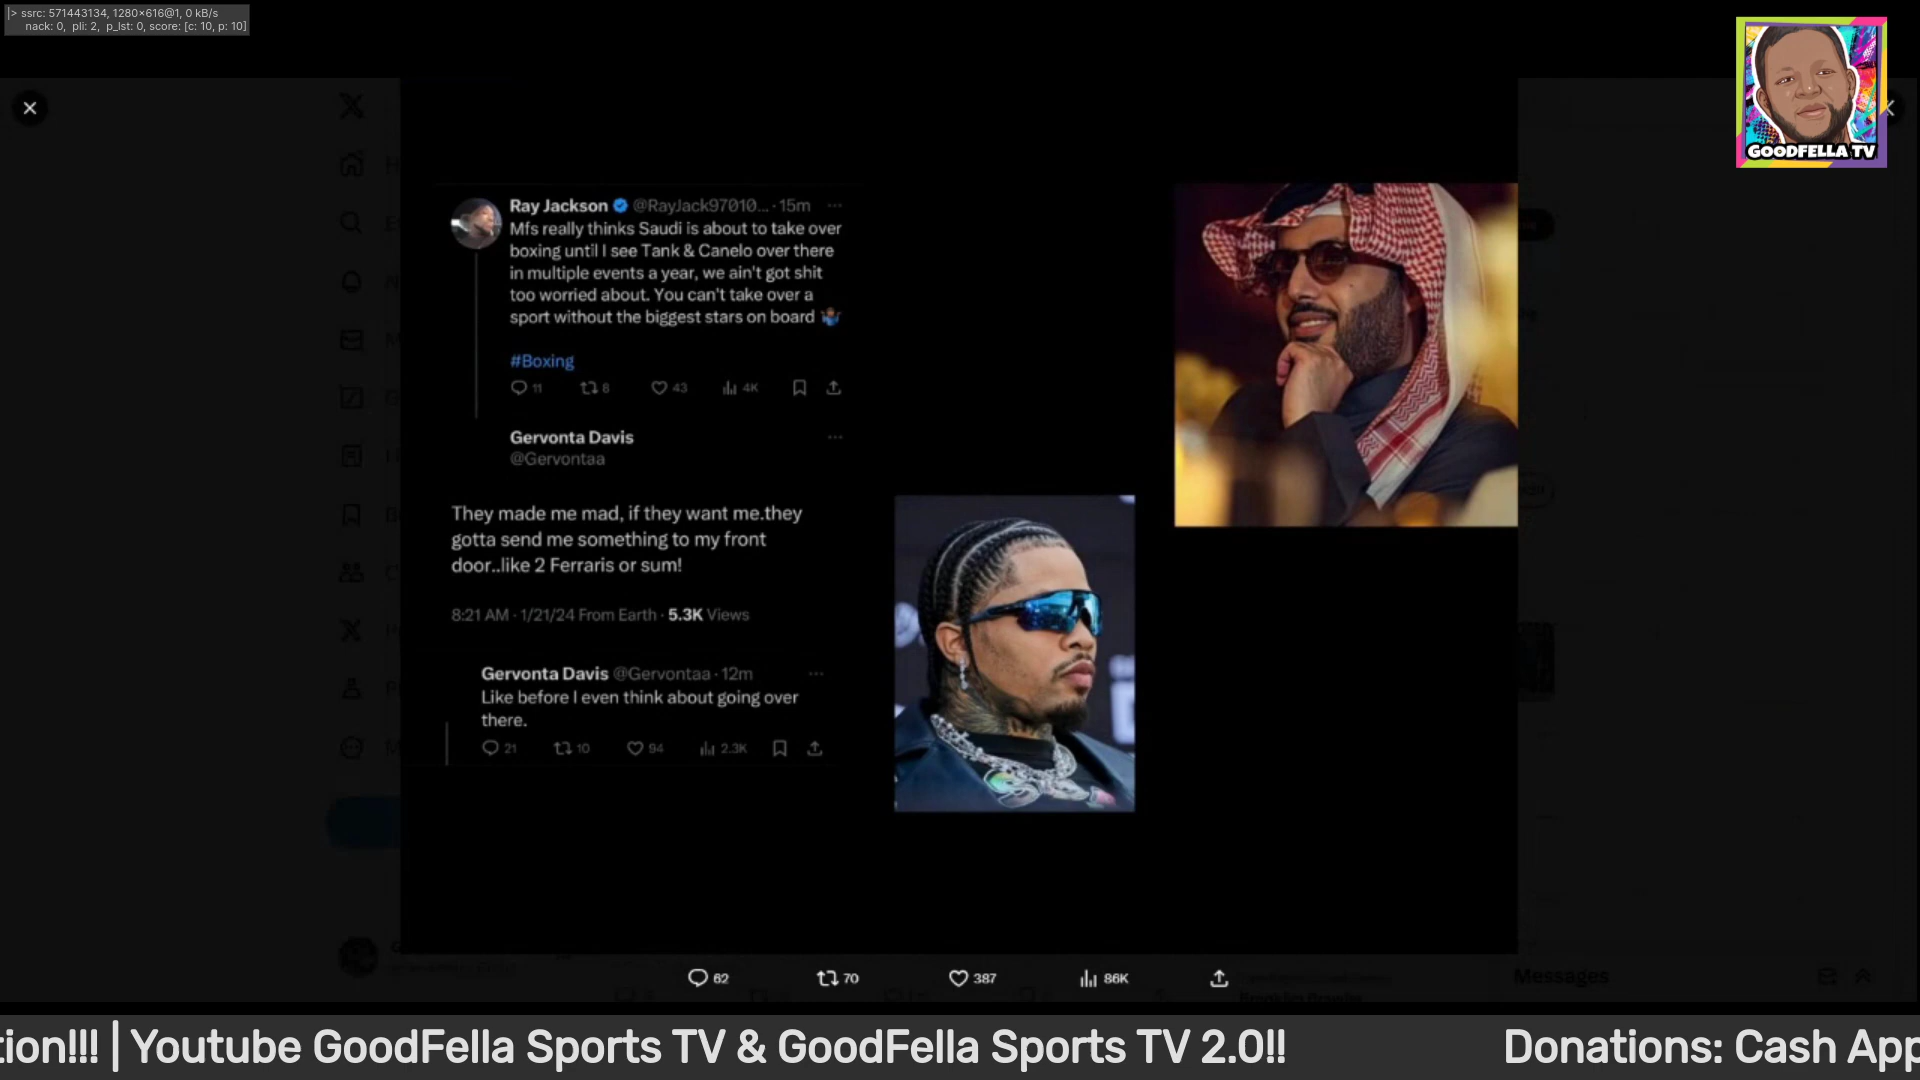 |> ssrc: 571443134, 1280×616@1, 0 kB/s
nack: 0, pli: 2, p_lst: 0, score: [c: 10, p: 10]
GOODFELLA TV
Ray Jackson @RayJack97010... · 15m
Mfs really thinks Saudi is about to take over
boxing until I see Tank & Canelo over there
in multiple events a year, we ain't got shit
too worried about. You can't take over a
sport without the biggest stars on board 🤷🏾‍♂️
#Boxing
11 8 43 4K
Gervonta Davis
@Gervontaa
They made me mad, if they want me.they
gotta send me something to my front
door..like 2 Ferraris or sum!
8:21 AM · 1/21/24 From Earth · 5.3K Views
Gervonta Davis @Gervontaa · 12m
Like before I even think about going over
there.
21 10 94 2.3K
62 70 387 86K
Messages
tion!!! | Youtube GoodFella Sports TV & GoodFella Sports TV 2.0!! Donations: Cash App